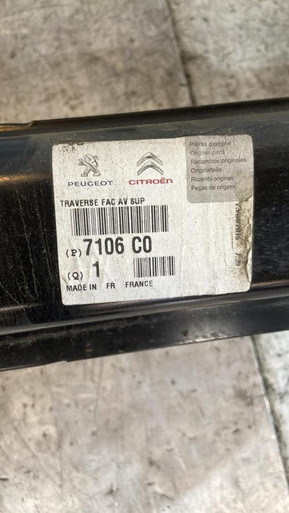 PEUGEOT
CITROËN
Pièces d'origine
Original parts
Recambios originales
Originalteile
Ricambi originali
Peças de origem
TRAVERSE FAC AV SUP
(P) 7106 C0
(Q) 1
MADE IN FR FRANCE